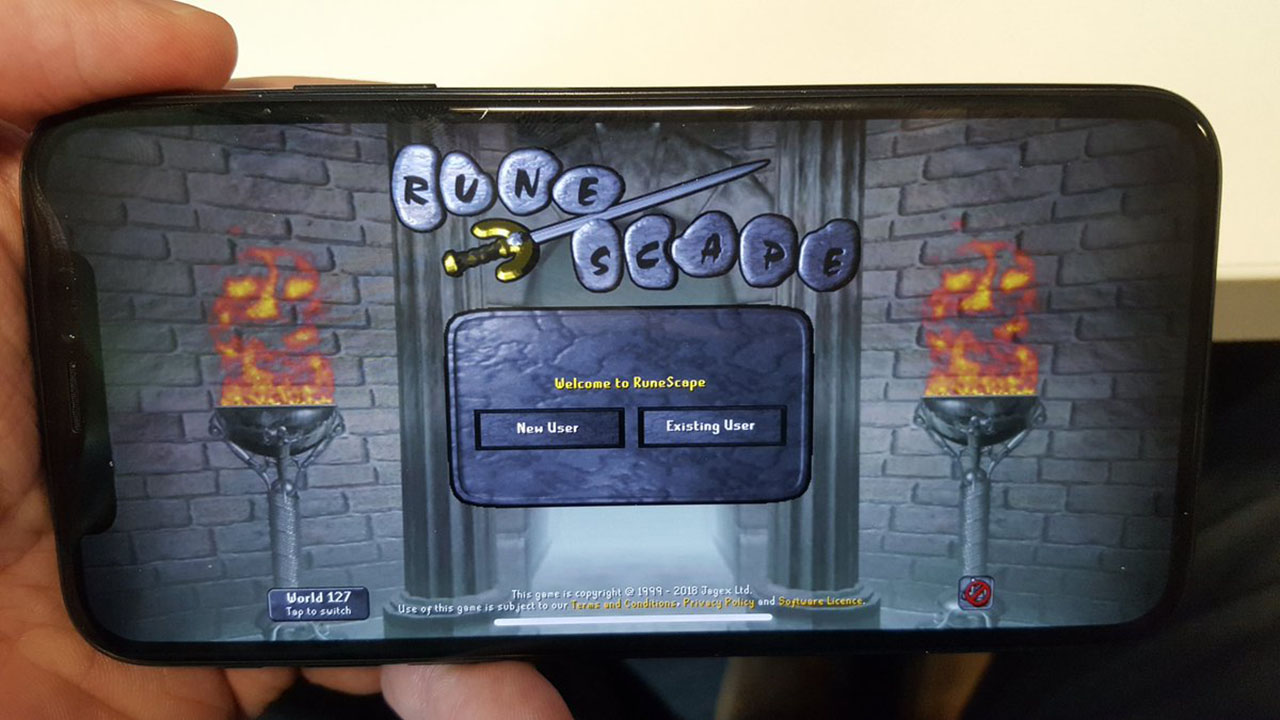 RUNE
SCAPE
Welcome to RuneScape
New User
Existing User
World 127
Tap to switch
This game is copyright © 1999 - 2018 Jagex Ltd.
Use of this game is subject to our Terms and Conditions, Privacy Policy and Software Licence.